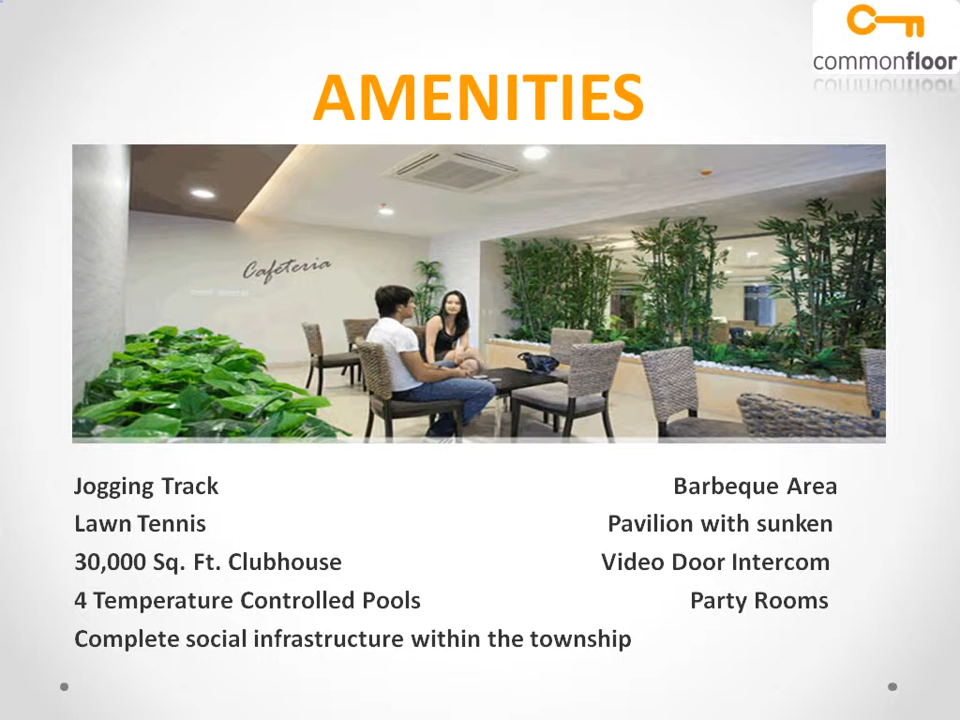 commonfloor
AMENITIES
Cafeteria
Jogging Track Barbeque Area
Lawn Tennis Pavilion with sunken
30,000 Sq. Ft. Clubhouse Video Door Intercom
4 Temperature Controlled Pools Party Rooms
Complete social infrastructure within the township